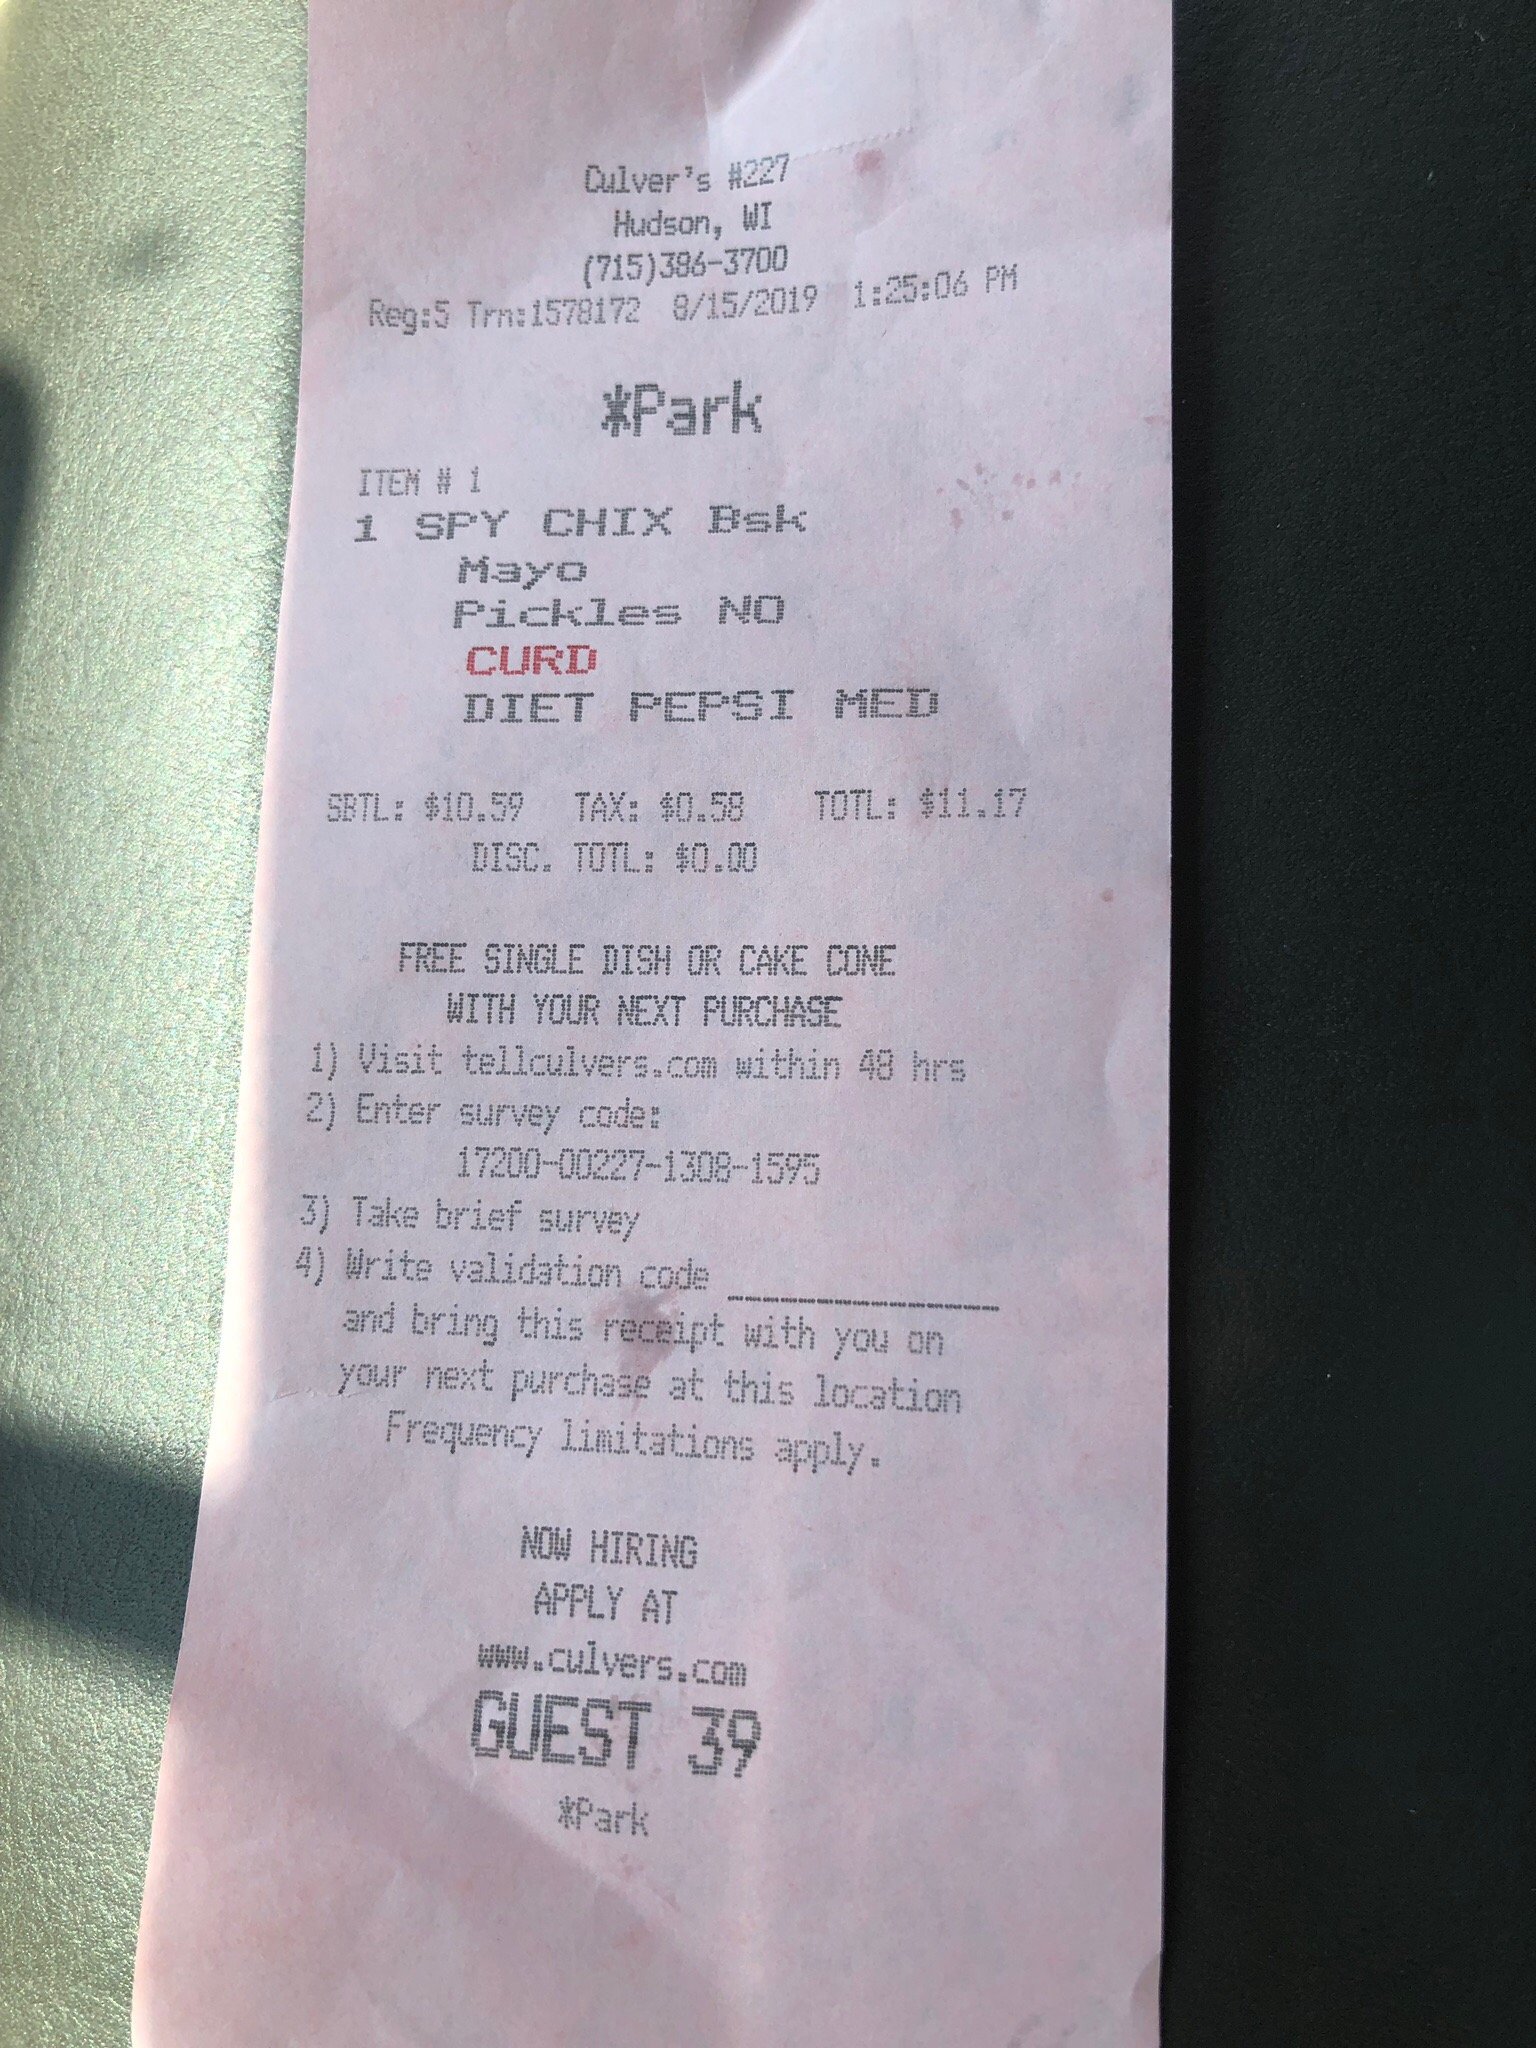 Culver's #227
Hudson, WI
(715)386-3700
Reg:5 Trn:1578172 8/15/2019 1:25:06 PM
*Park
ITEM # 1
1 SPY CHIX Bsk
Mayo
Pickles NO
CURD
DIET PEPSI MED
SBTL: $10.59 TAX: $0.58 TOTL: $11.17
DISC. TOTL: $0.00
FREE SINGLE DISH OR CAKE CONE
WITH YOUR NEXT PURCHASE
1) Visit tellculvers.com within 48 hrs
2) Enter survey code:
17200-00227-1308-1595
3) Take brief survey
4) Write validation code _______________
and bring this receipt with you on
your next purchase at this location
Frequency limitations apply.
NOW HIRING
APPLY AT
www.culvers.com
GUEST 39
*Park